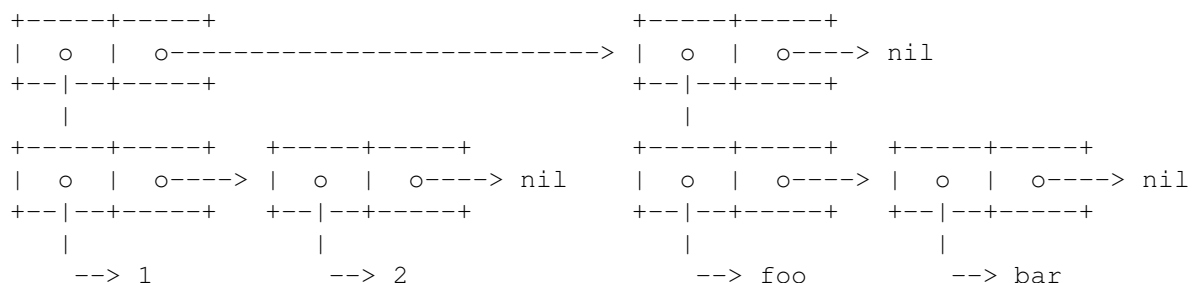 +-----+-----+                          +-----+-----+
|  o  |  o---------------------------> |  o  |  o----> nil
+--|--+-----+                          +--|--+-----+
   |                                      |
+-----+-----+   +-----+-----+          +-----+-----+   +-----+-----+
|  o  |  o----> |  o  |  o----> nil    |  o  |  o----> |  o  |  o----> nil
+--|--+-----+   +--|--+-----+          +--|--+-----+   +--|--+-----+
   |               |                      |               |
    --> 1           --> 2                  --> foo         --> bar